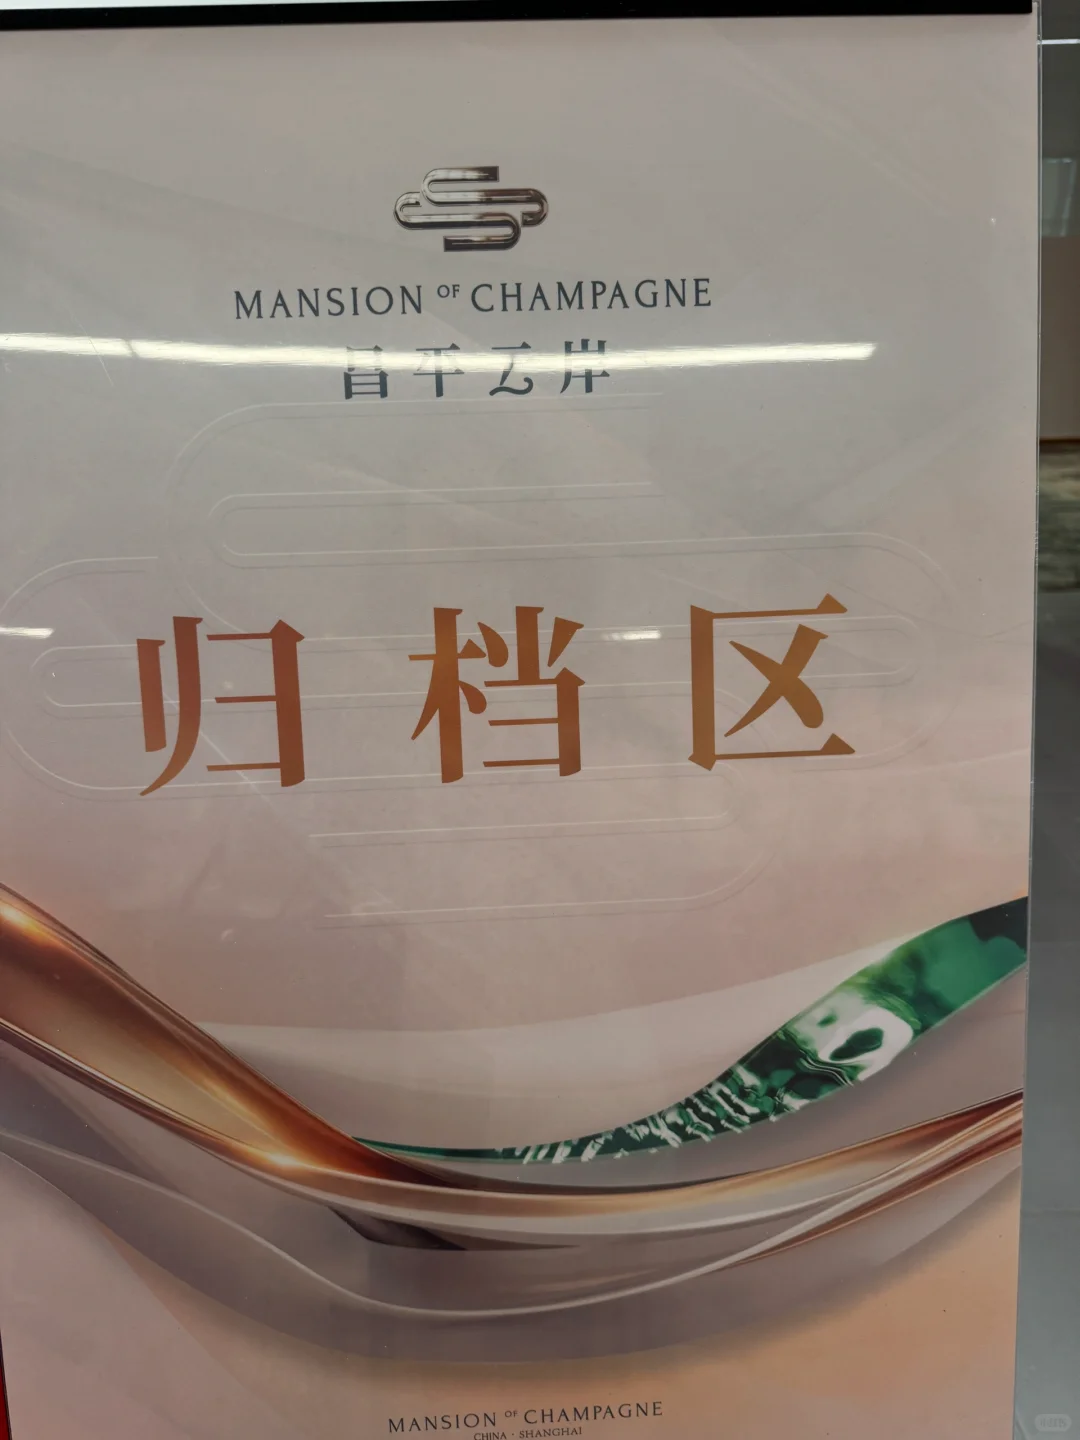 MANSION OF CHAMPAGNE
昌平云岸
归档区
MANSION OF CHAMPAGNE
CHINA · SHANGHAI